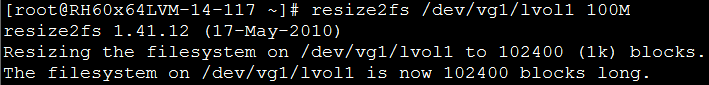 [root@RH60x64LVM-14-117 ~]# resize2fs /dev/vg1/lvol1 100M
resize2fs 1.41.12 (17-May-2010)
Resizing the filesystem on /dev/vg1/lvol1 to 102400 (1k) blocks.
The filesystem on /dev/vg1/lvol1 is now 102400 blocks long.